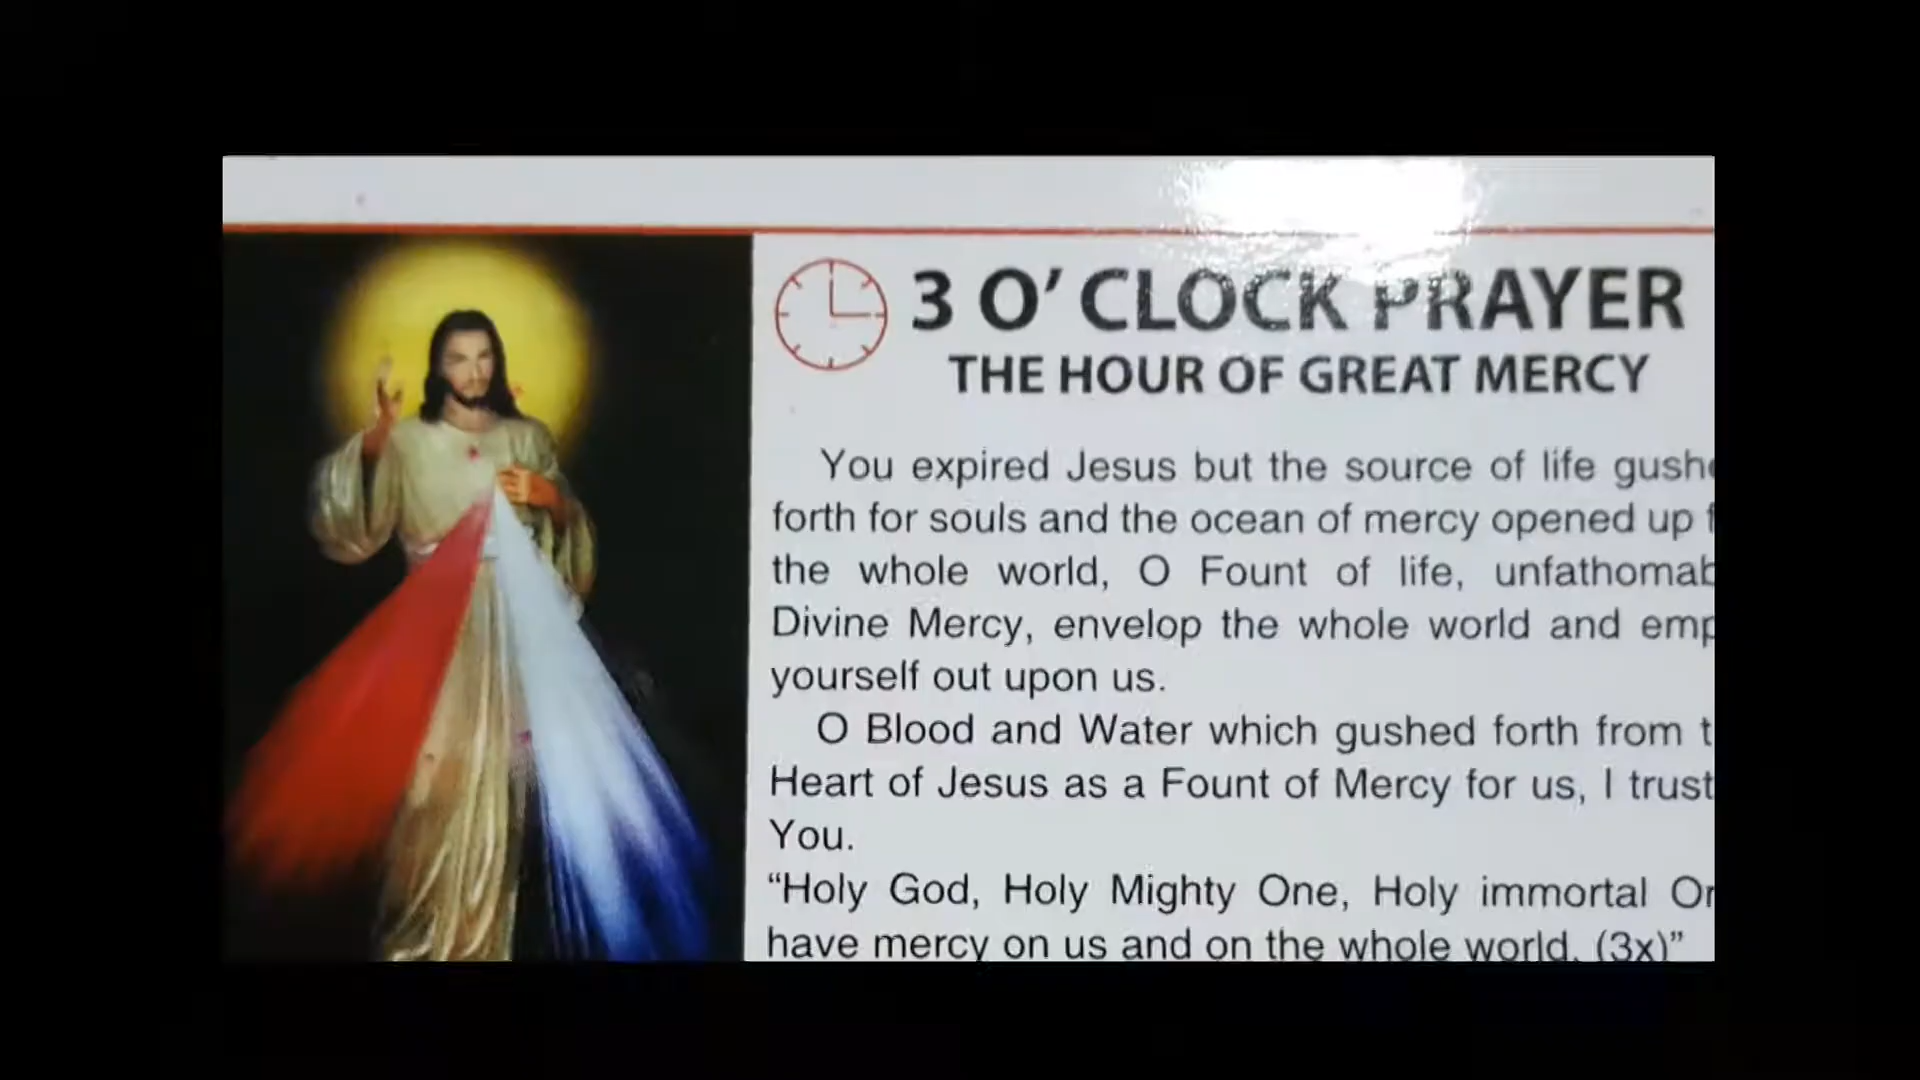 3 O' CLOCK PRAYER
THE HOUR OF GREAT MERCY
You expired Jesus but the source of life
forth for souls and the ocean of mercy opened up
the whole world, O Fount of life,
Divine Mercy, envelop the whole world and
yourself out upon us.
O Blood and Water which gushed forth from
Heart of Jesus as a Fount of Mercy for us, I trust
You.
“Holy God, Holy Mighty One, Holy immortal
have mercy on us and on the whole world. (3x)”